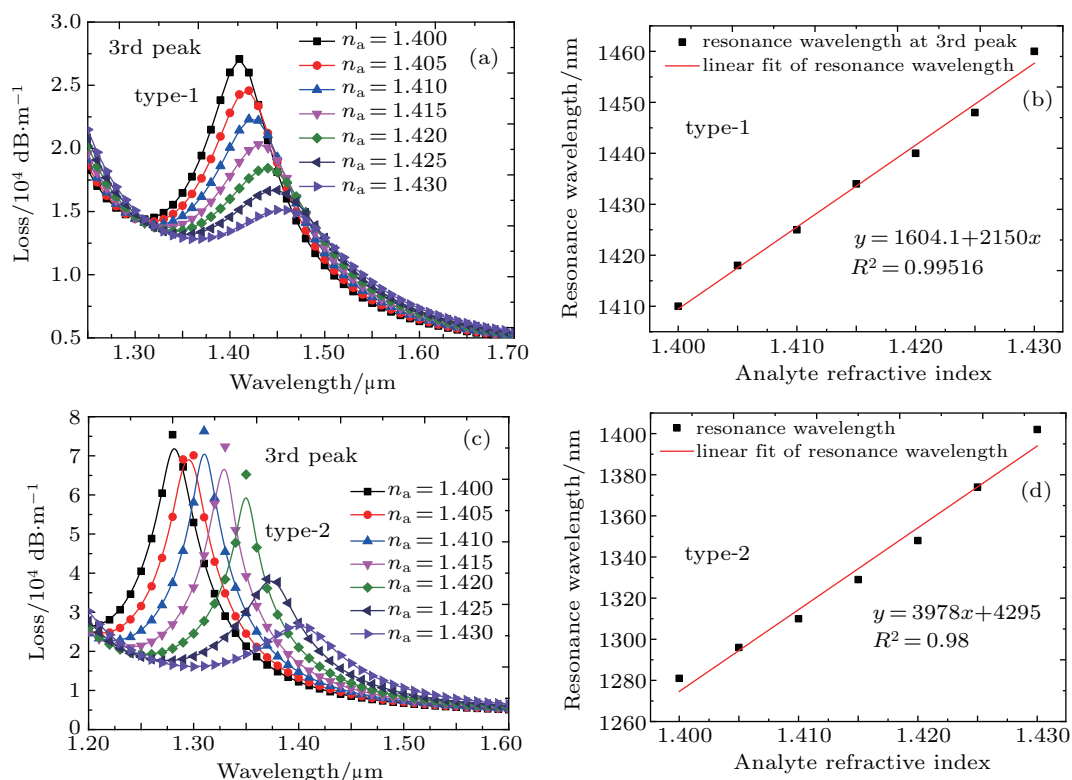 3rd peak
(a)
type-1
n_a = 1.400
n_a = 1.405
n_a = 1.410
n_a = 1.415
n_a = 1.420
n_a = 1.425
n_a = 1.430
3.0
2.5
2.0
1.5
1.0
0.5
Loss/10⁴ dB·m⁻¹
1.30
1.40
1.50
1.60
1.70
Wavelength/μm
resonance wavelength at 3rd peak
linear fit of resonance wavelength
(b)
type-1
y = 1604.1+2150x
R² = 0.99516
1460
1450
1440
1430
1420
1410
Resonance wavelength/nm
1.400
1.410
1.420
1.430
Analyte refractive index
(c)
3rd peak
type-2
n_a = 1.400
n_a = 1.405
n_a = 1.410
n_a = 1.415
n_a = 1.420
n_a = 1.425
n_a = 1.430
8
7
6
5
4
3
2
1
0
Loss/10⁴ dB·m⁻¹
1.20
1.30
1.40
1.50
1.60
Wavelength/μm
resonance wavelength
linear fit of resonance wavelength
(d)
type-2
y = 3978x+4295
R² = 0.98
1400
1380
1360
1340
1320
1300
1280
1260
Resonance wavelength/nm
1.400
1.410
1.420
1.430
Analyte refractive index